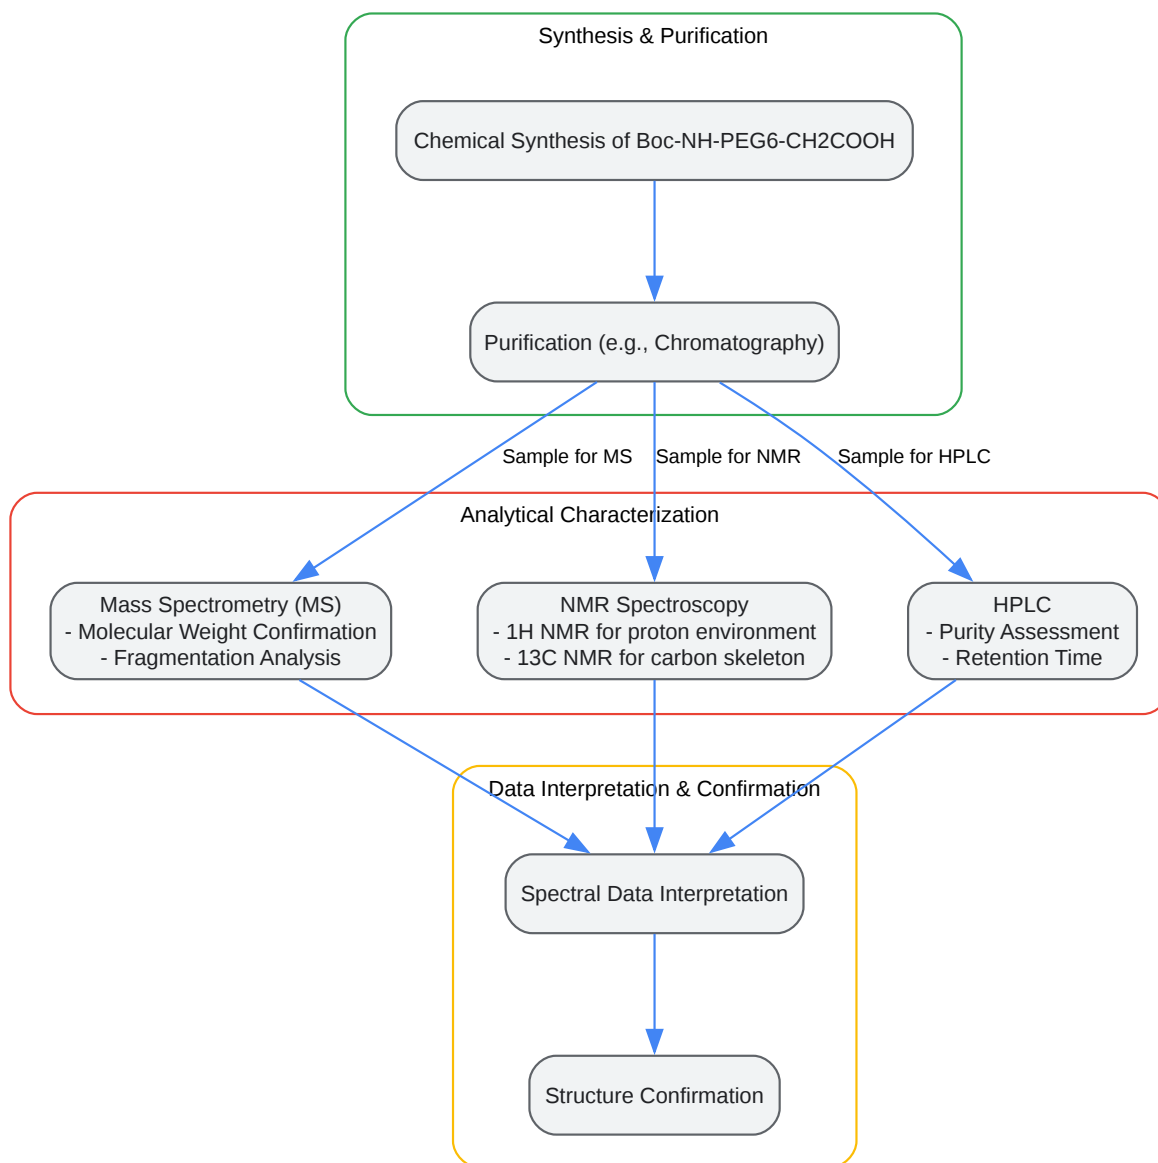 Synthesis & Purification
Chemical Synthesis of Boc-NH-PEG6-CH2COOH
Purification (e.g., Chromatography)
Sample for MS
Sample for NMR
Sample for HPLC
Analytical Characterization
Mass Spectrometry (MS)
- Molecular Weight Confirmation
- Fragmentation Analysis
NMR Spectroscopy
- 1H NMR for proton environment
- 13C NMR for carbon skeleton
HPLC
- Purity Assessment
- Retention Time
Data Interpretation & Confirmation
Spectral Data Interpretation
Structure Confirmation